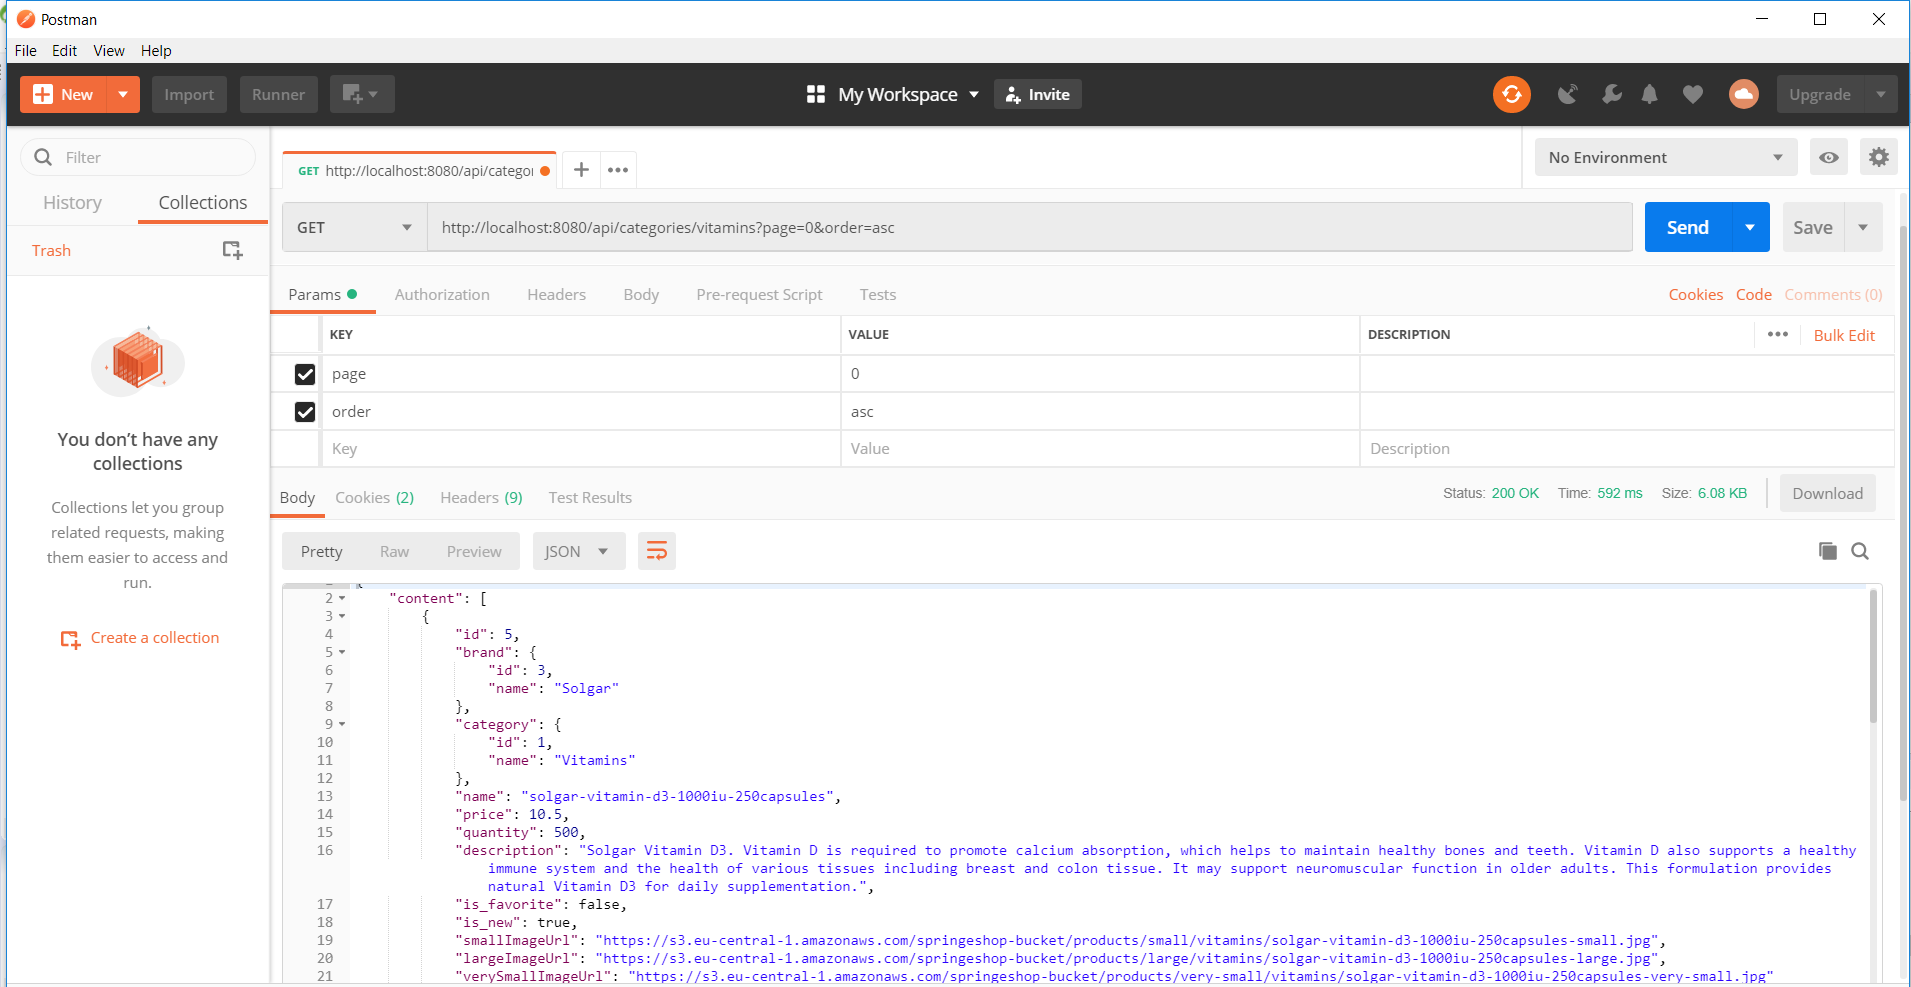 Postman
File Edit View Help
New Import Runner My Workspace Invite Upgrade
Filter
History Collections
Trash
You don't have any
collections
Collections let you group
related requests, making
them easier to access and
run.
Create a collection
GET http://localhost:8080/api/catego
No Environment
GET http://localhost:8080/api/categories/vitamins?page=0&order=asc Send Save
Params Authorization Headers Body Pre-request Script Tests Cookies Code Comments (0)
KEY VALUE DESCRIPTION Bulk Edit
page 0
order asc
Key Value Description
Body Cookies (2) Headers (9) Test Results Status: 200 OK Time: 592 ms Size: 6.08 KB Download
Pretty Raw Preview JSON
2 "content": [
3 {
4 "id": 5,
5 "brand": {
6 "id": 3,
7 "name": "Solgar"
8 },
9 "category": {
10 "id": 1,
11 "name": "Vitamins"
12 },
13 "name": "solgar-vitamin-d3-1000iu-250capsules",
14 "price": 10.5,
15 "quantity": 500,
16 "description": "Solgar Vitamin D3. Vitamin D is required to promote calcium absorption, which helps to maintain healthy bones and teeth. Vitamin D also supports a healthy
immune system and the health of various tissues including breast and colon tissue. It may support neuromuscular function in older adults. This formulation provides
natural Vitamin D3 for daily supplementation.",
17 "is_favorite": false,
18 "is_new": true,
19 "smallImageUrl": "https://s3.eu-central-1.amazonaws.com/springeshop-bucket/products/small/vitamins/solgar-vitamin-d3-1000iu-250capsules-small.jpg",
20 "largeImageUrl": "https://s3.eu-central-1.amazonaws.com/springeshop-bucket/products/large/vitamins/solgar-vitamin-d3-1000iu-250capsules-large.jpg",
21 "verySmallImageUrl": "https://s3.eu-central-1.amazonaws.com/springeshop-bucket/products/very-small/vitamins/solgar-vitamin-d3-1000iu-250capsules-very-small.jpg"